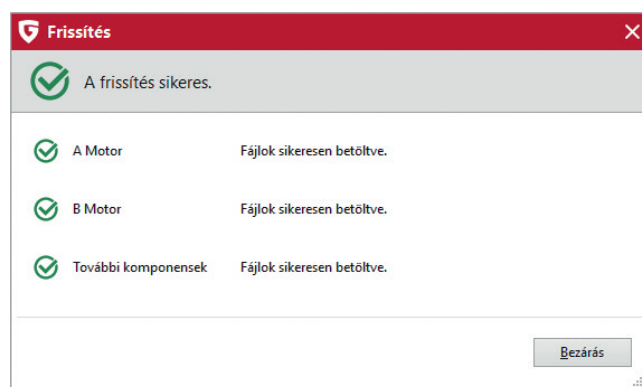 Frissítés
A frissítés sikeres.
A Motor Fájlok sikeresen betöltve.
B Motor Fájlok sikeresen betöltve.
További komponensek Fájlok sikeresen betöltve.
Bezárás